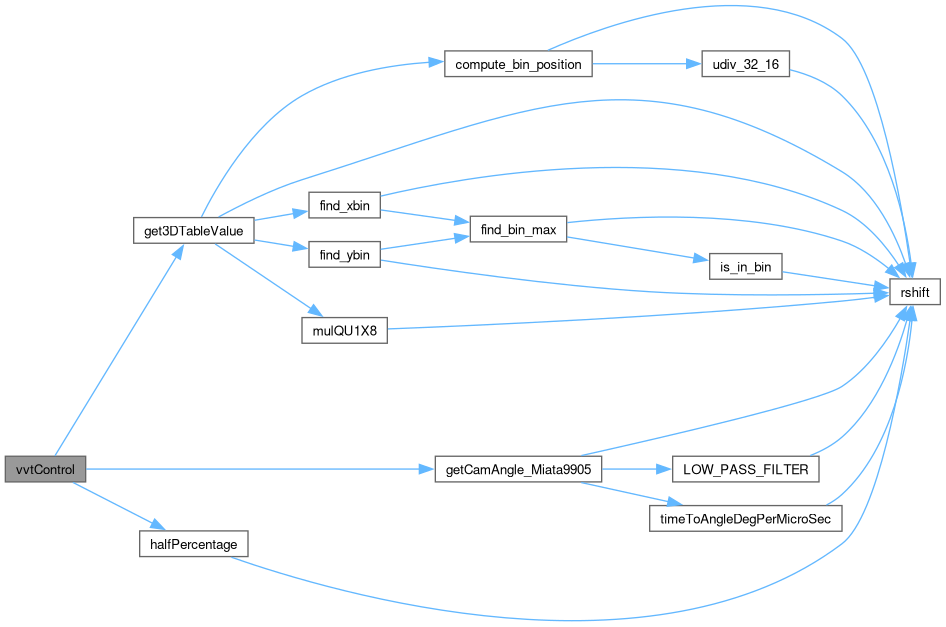 compute_bin_position
udiv_32_16
get3DTableValue
find_xbin
find_bin_max
find_ybin
is_in_bin
rshift
mulQU1X8
vvtControl
getCamAngle_Miata9905
LOW_PASS_FILTER
timeToAngleDegPerMicroSec
halfPercentage